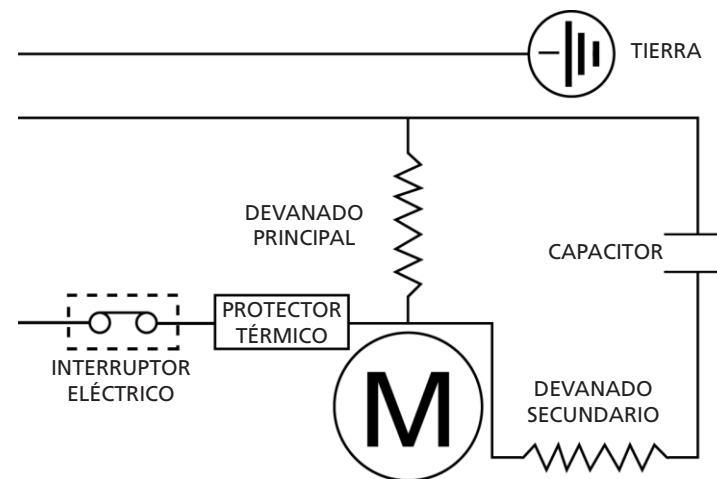 TIERRA
DEVANADO
PRINCIPAL
CAPACITOR
PROTECTOR
TÉRMICO
INTERRUPTOR
ELÉCTRICO
M
DEVANADO
SECUNDARIO